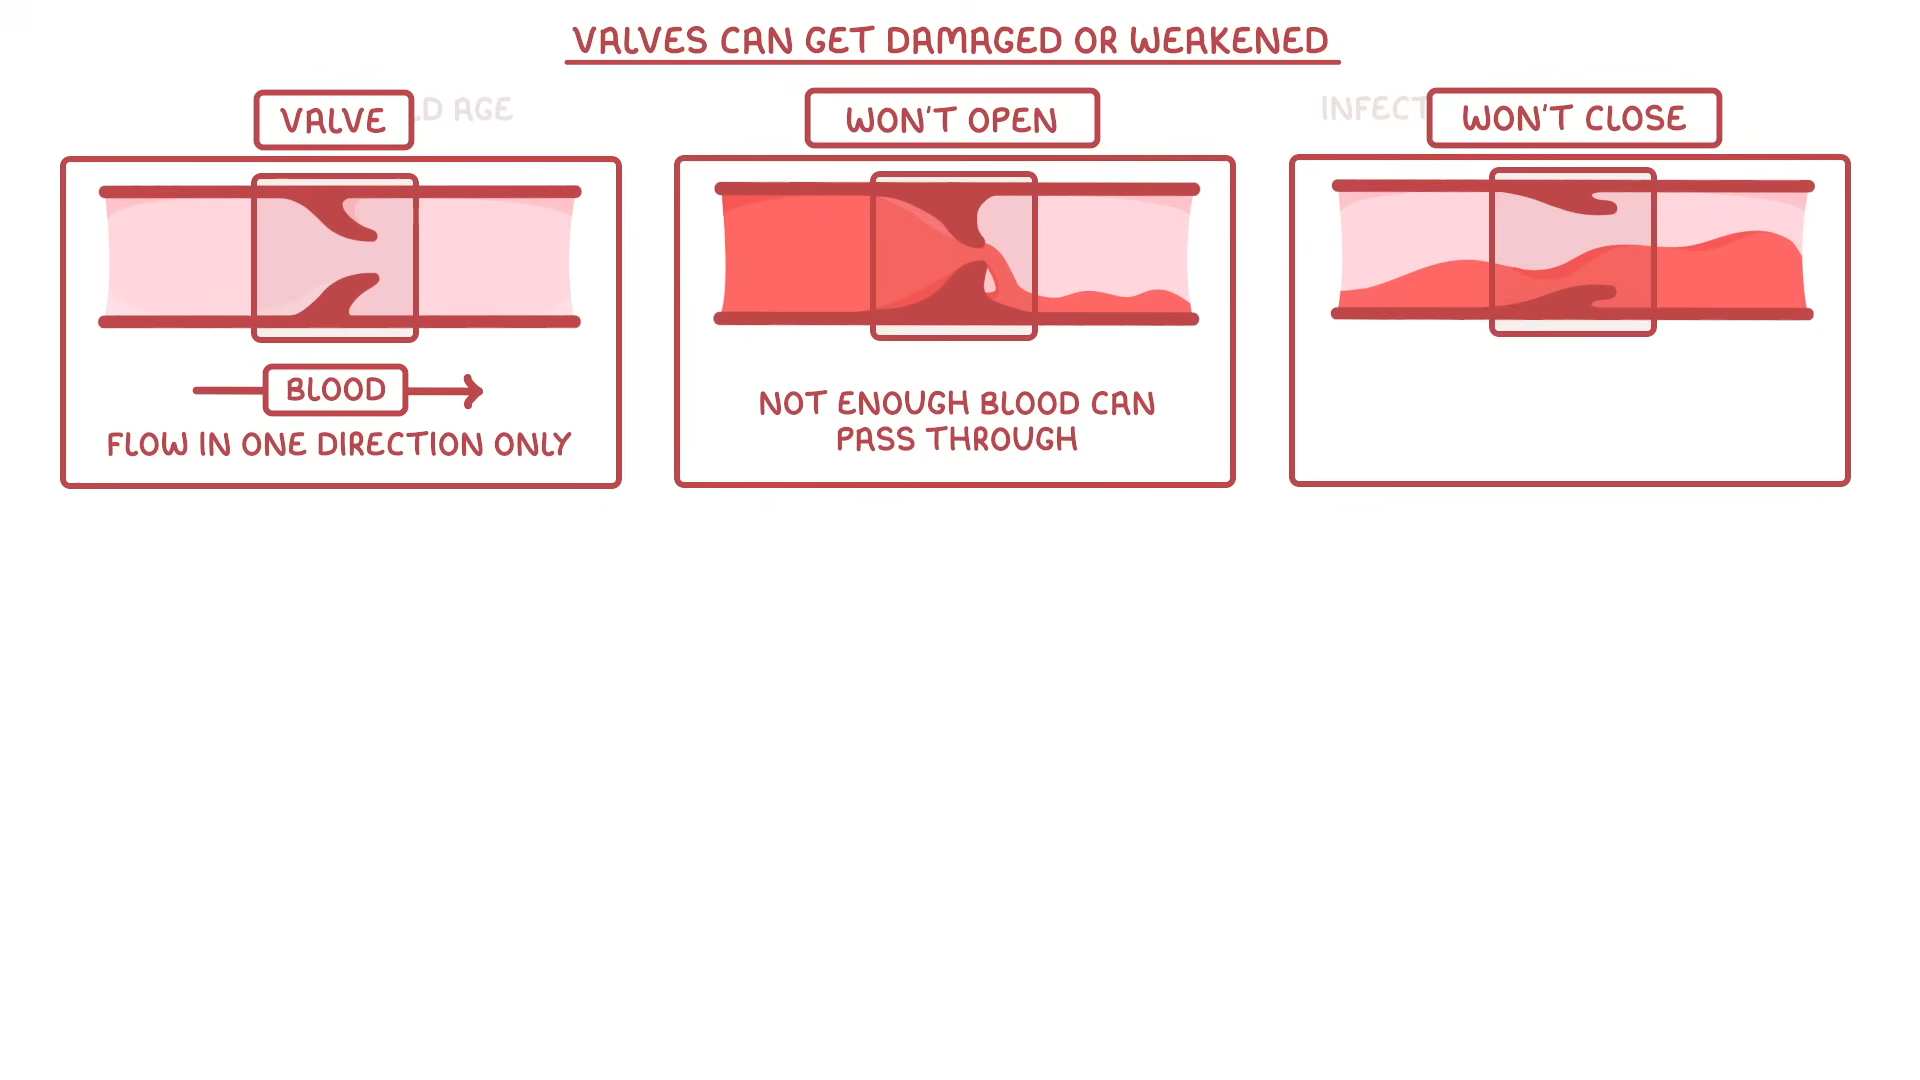 VALVES CAN GET DAMAGED OR WEAKENED
VALVE
AGE
WON'T OPEN
WON'T CLOSE
BLOOD
FLOW IN ONE DIRECTION ONLY
NOT ENOUGH BLOOD CAN
PASS THROUGH